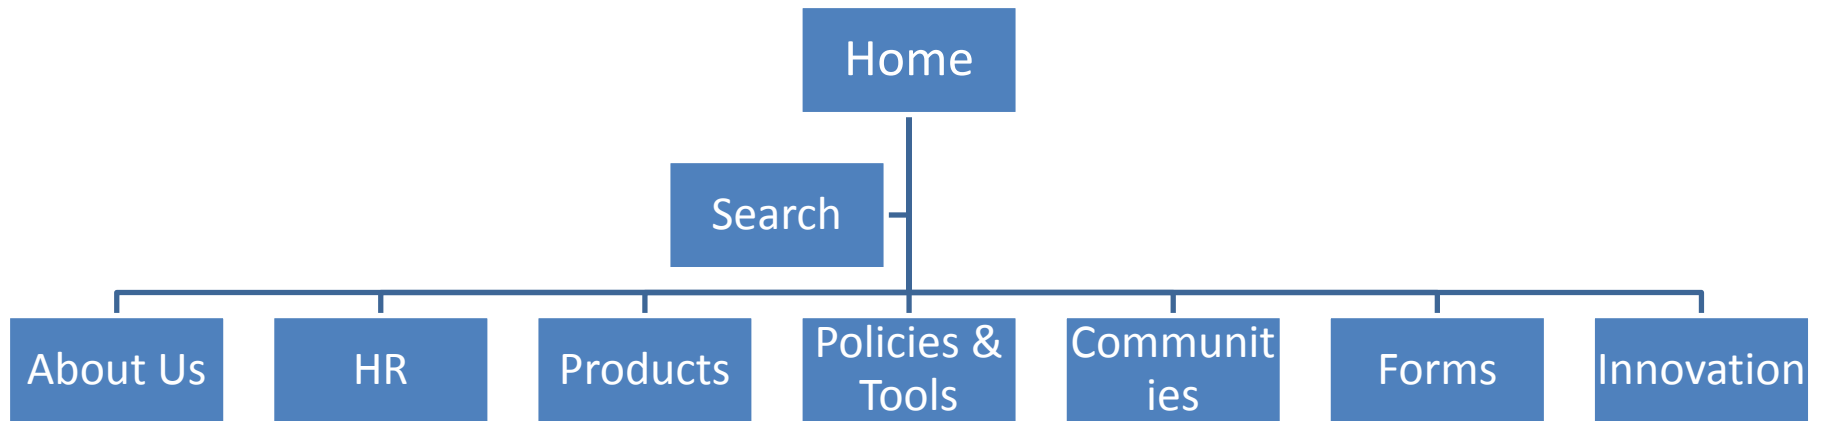 Home
Search
About Us
HR
Products
Policies &
Tools
Communit
ies
Forms
Innovation